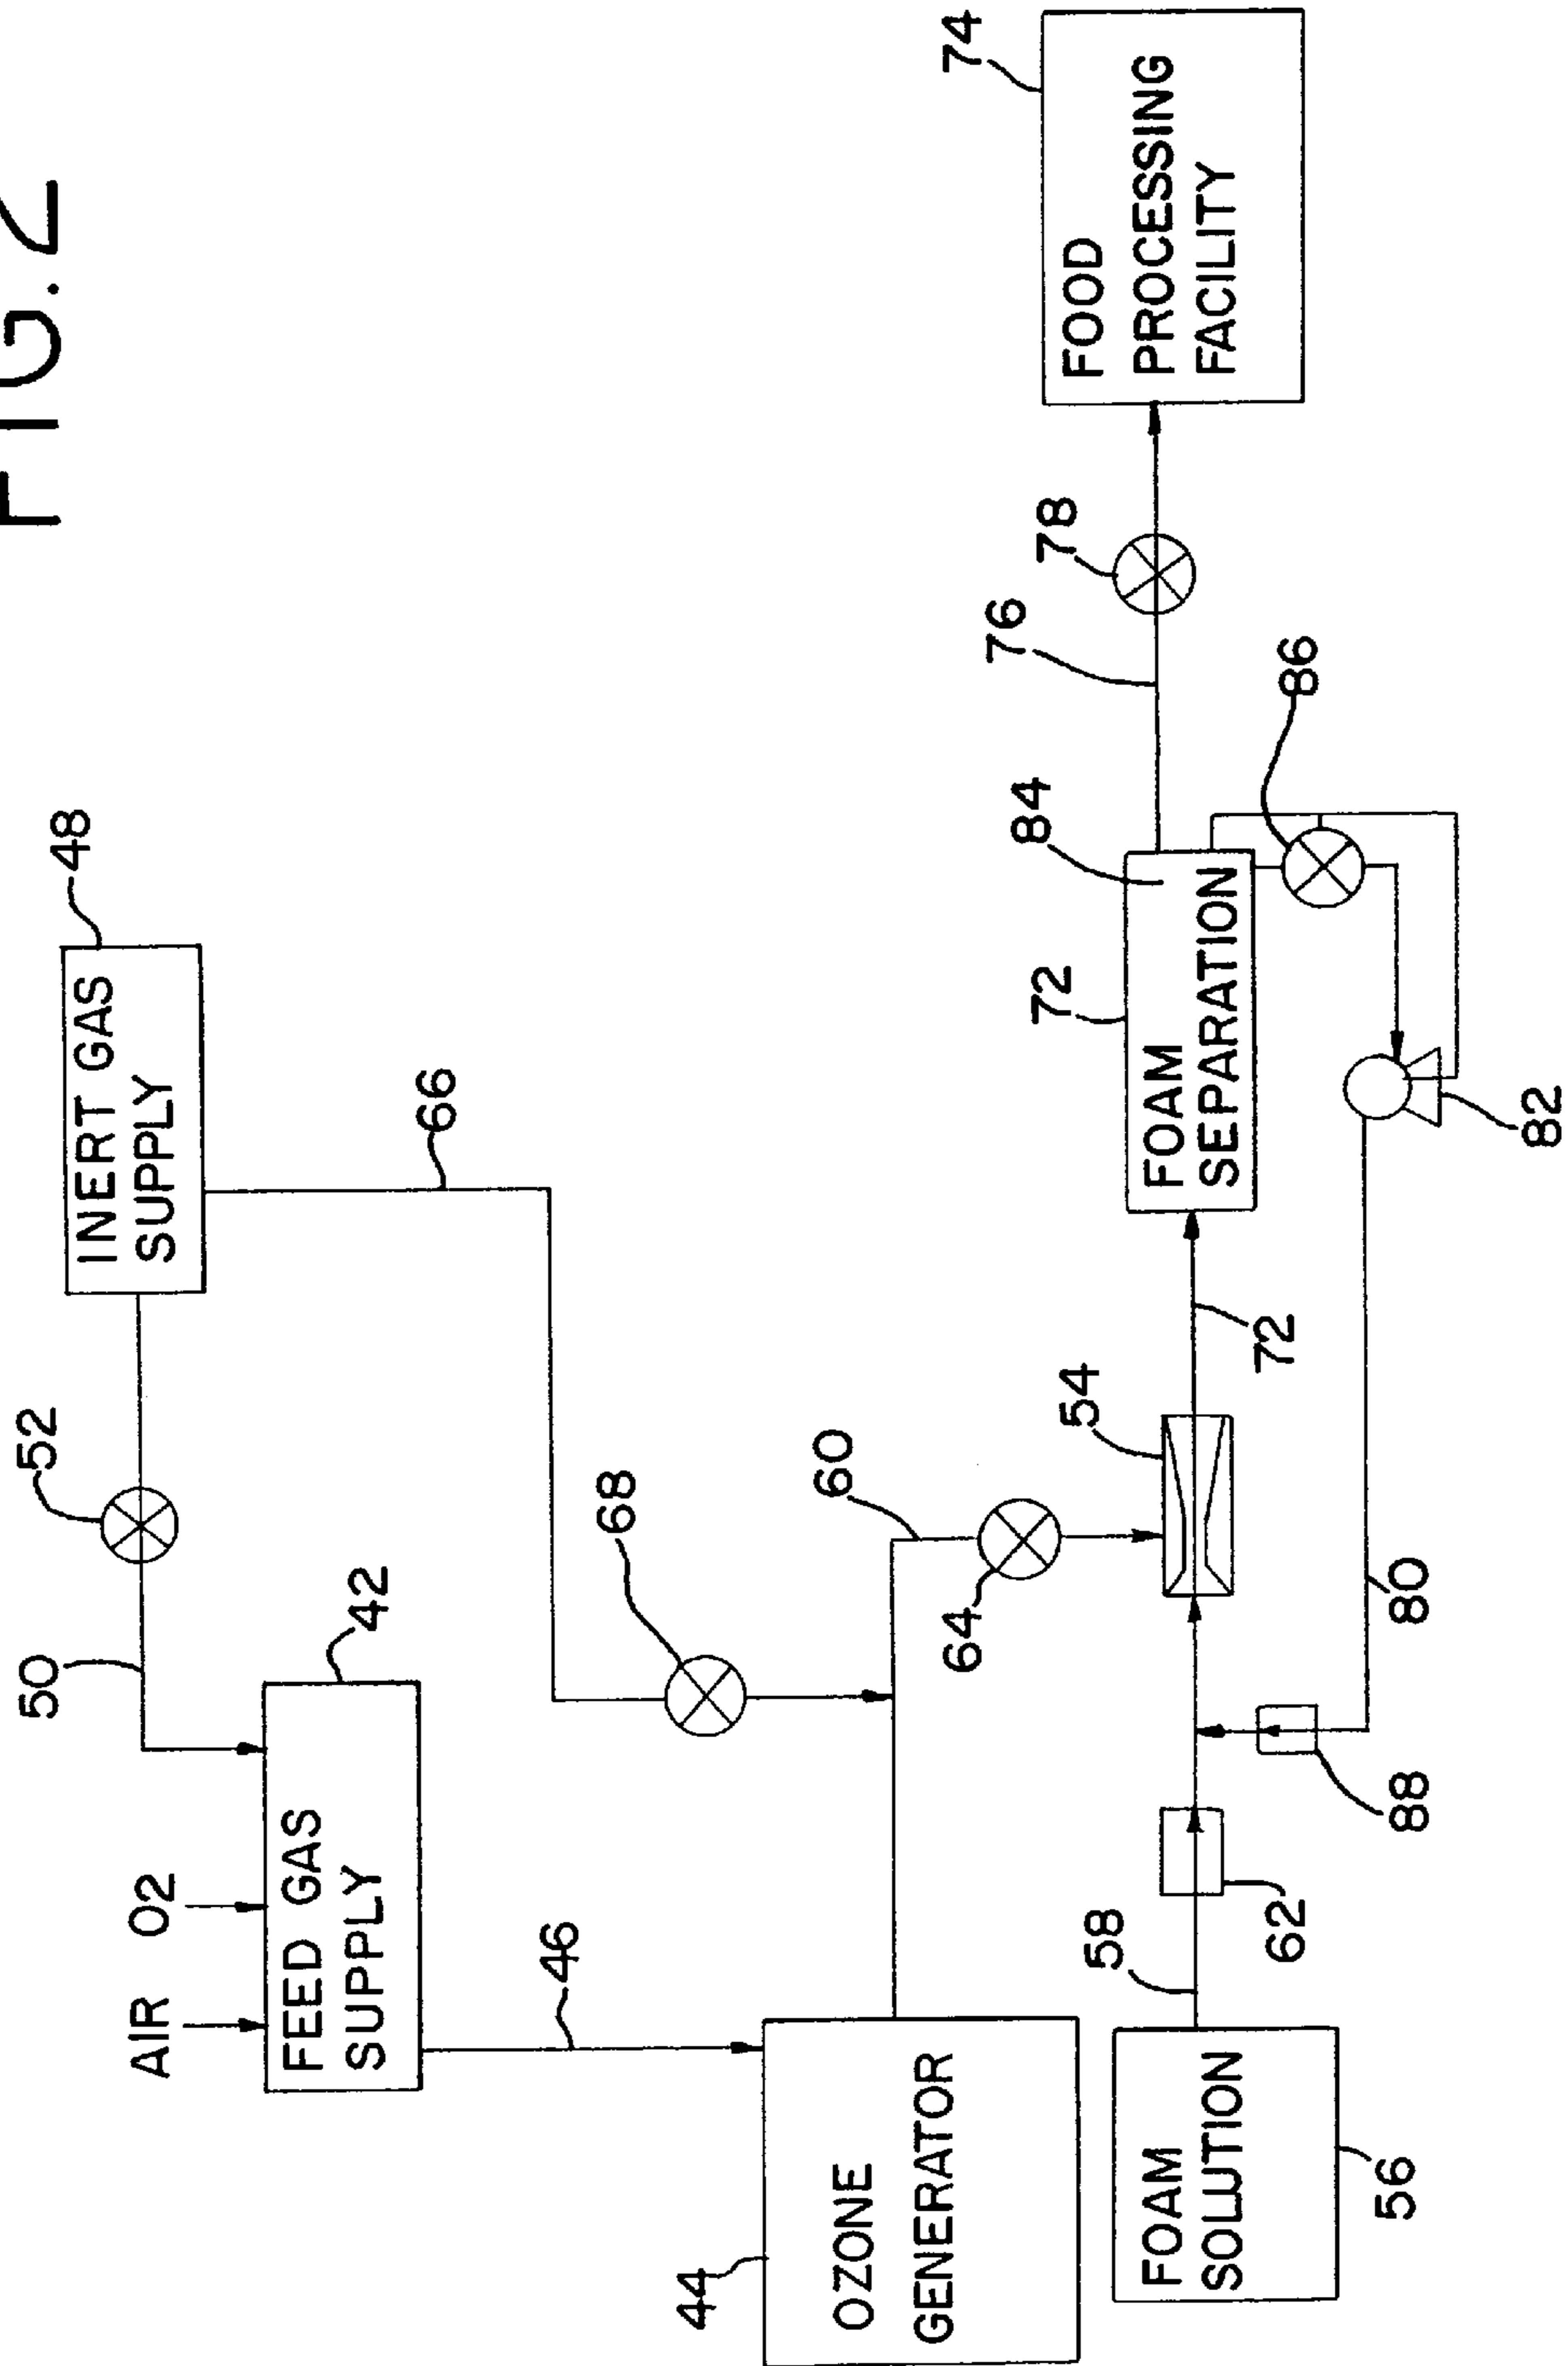 FIG. 2
48
INERT GAS
SUPPLY
52
50
AIR O2
42
FEED GAS
SUPPLY
66
46
68
60
44
OZONE
GENERATOR
64
54
58
62
FOAM
SOLUTION
56
72
72
FOAM
SEPARATION
84
76
78
74
FOOD
PROCESSING
FACILITY
86
82
80
88